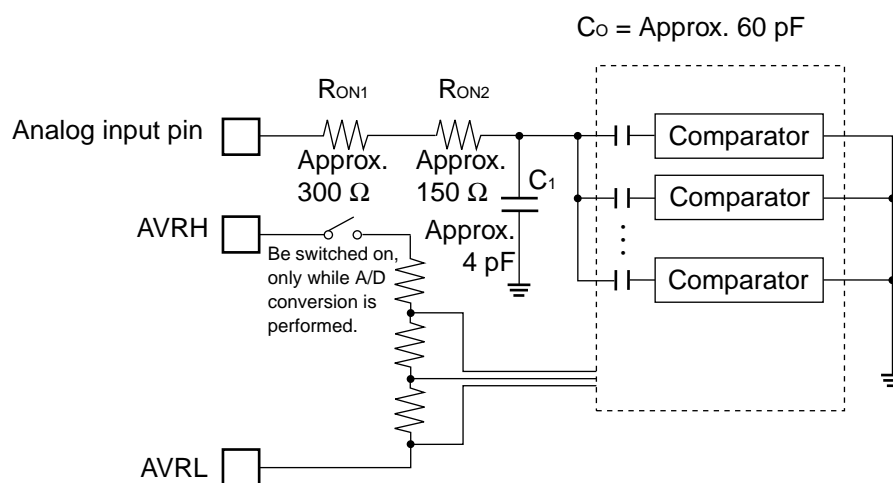 Co = Approx. 60 pF
RON1
RON2
Analog input pin
Approx.
300 Ω
Approx.
150 Ω
C1
Approx.
4 pF
Comparator
Comparator
Comparator
AVRH
Be switched on,
only while A/D
conversion is
performed.
AVRL